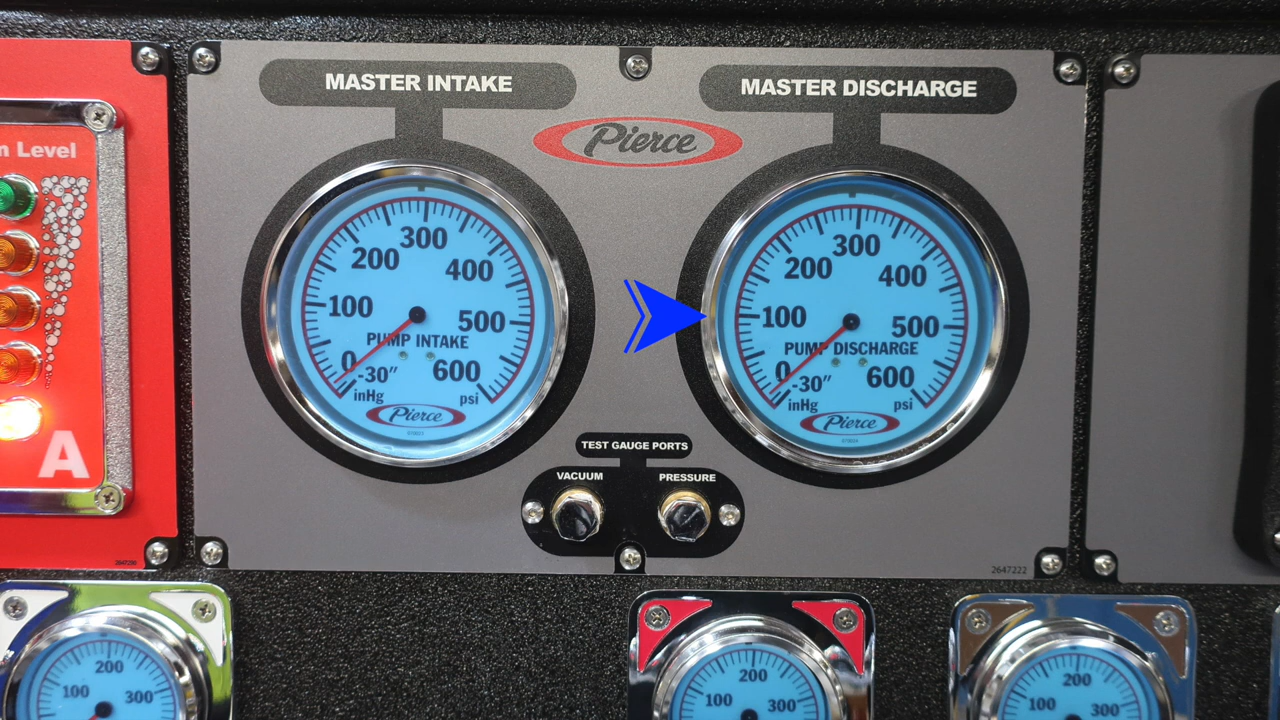 MASTER INTAKE
MASTER DISCHARGE
Pierce
n Level
A
2647220
300
200
400
100
500
PUMP INTAKE
0
600
-30"
inHg
psi
Pierce
300
200
400
100
500
PUMP DISCHARGE
0
600
-30"
inHg
psi
Pierce
TEST GAUGE PORTS
VACUUM
PRESSURE
2647222
200
100
300
200
100
300
200
100
300